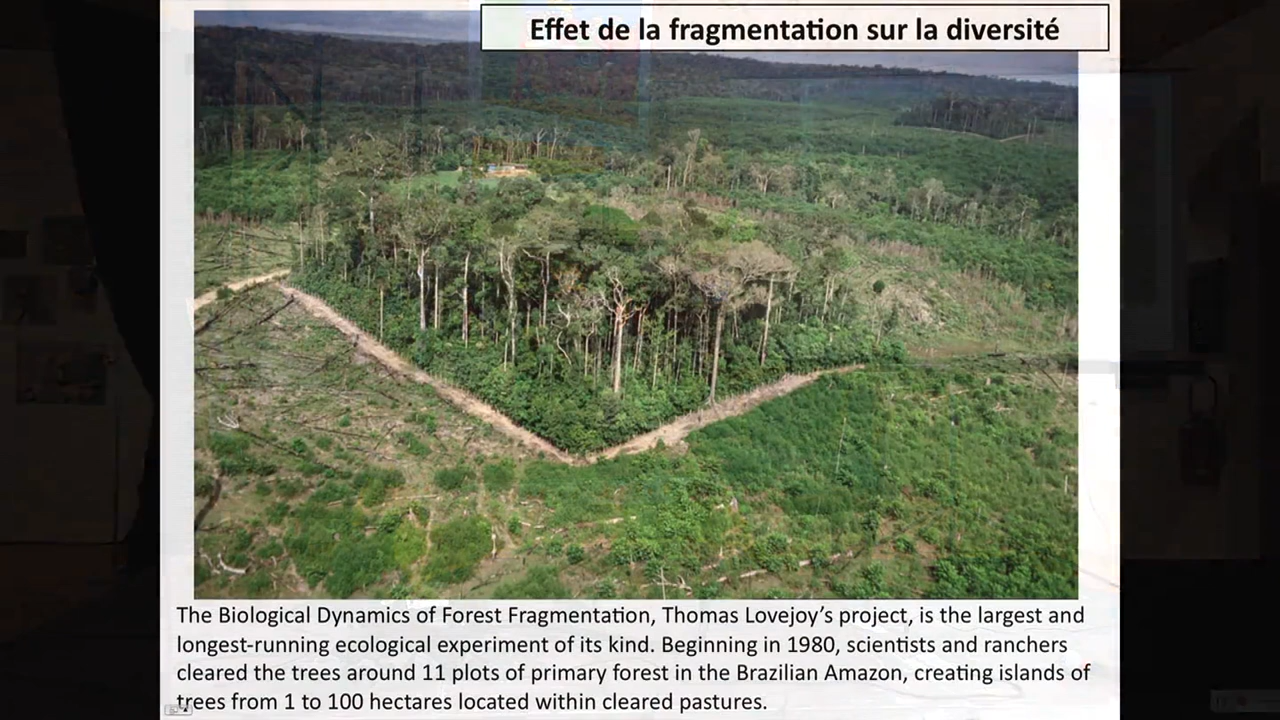 Effet de la fragmentation sur la diversité
The Biological Dynamics of Forest Fragmentation, Thomas Lovejoy’s project, is the largest and
longest-running ecological experiment of its kind. Beginning in 1980, scientists and ranchers
cleared the trees around 11 plots of primary forest in the Brazilian Amazon, creating islands of
trees from 1 to 100 hectares located within cleared pastures.